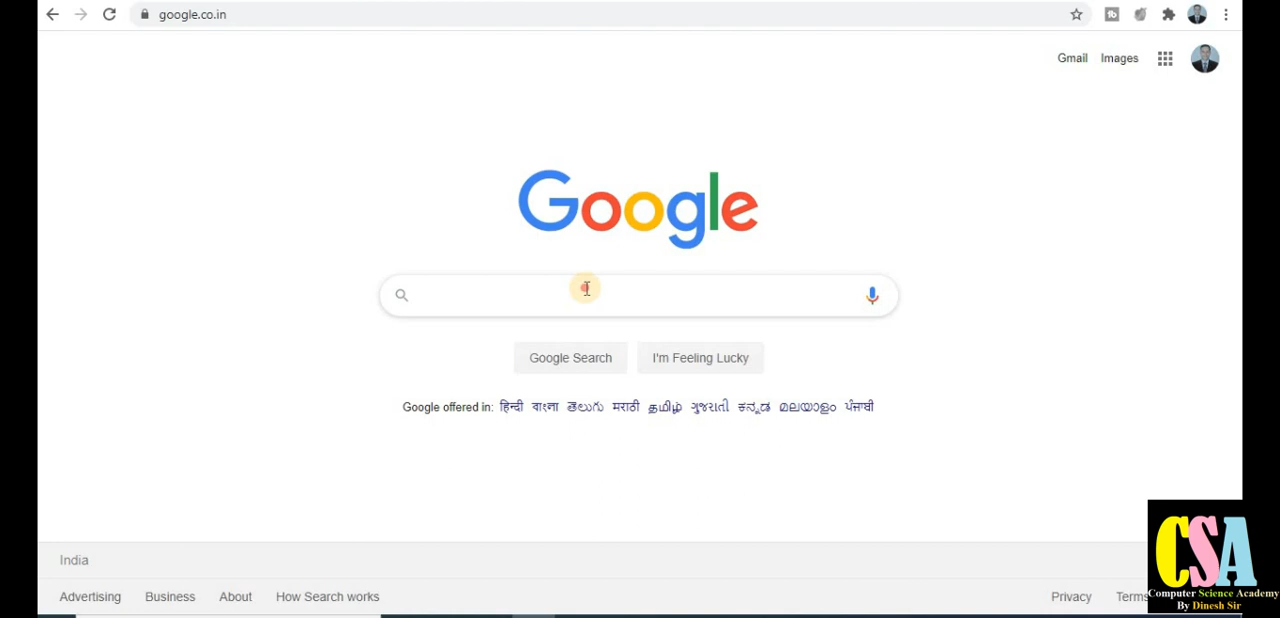 google.co.in
Gmail Images
Google
Google Search I'm Feeling Lucky
Google offered in: हिन्दी বাংলা తెలుగు मराठी தமிழ் ગુજરાતી ಕನ್ನಡ മലയാളം ਪੰਜਾਬੀ
India
Advertising Business About How Search works Privacy Terms
CSA
Computer Science Academy
By Dinesh Sir